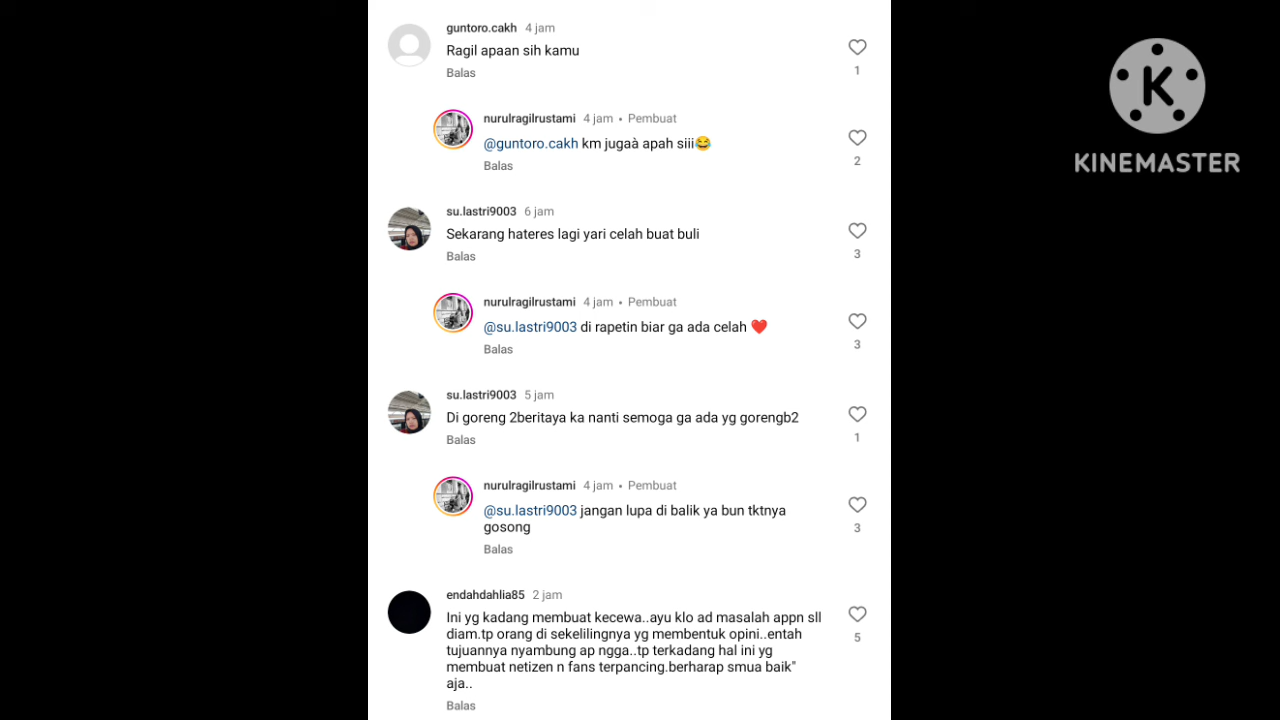 guntoro.cakh 4 jam
Ragil apaan sih kamu
Balas
1
nurulragilrustami 4 jam • Pembuat
@guntoro.cakh km jugaà apah siii😂
Balas
2
su.lastri9003 6 jam
Sekarang hateres lagi yari celah buat buli
Balas
3
nurulragilrustami 4 jam • Pembuat
@su.lastri9003 di rapetin biar ga ada celah ❤️
Balas
3
su.lastri9003 5 jam
Di goreng 2beritaya ka nanti semoga ga ada yg gorengb2
Balas
1
nurulragilrustami 4 jam • Pembuat
@su.lastri9003 jangan lupa di balik ya bun tktnya
gosong
Balas
3
endahdahlia85 2 jam
Ini yg kadang membuat kecewa..ayu klo ad masalah appn sll
diam.tp orang di sekelilingnya yg membentuk opini..entah
tujuannya nyambung ap ngga..tp terkadang hal ini yg
membuat netizen n fans terpancing.berharap smua baik"
aja..
Balas
5
K
KINEMASTER